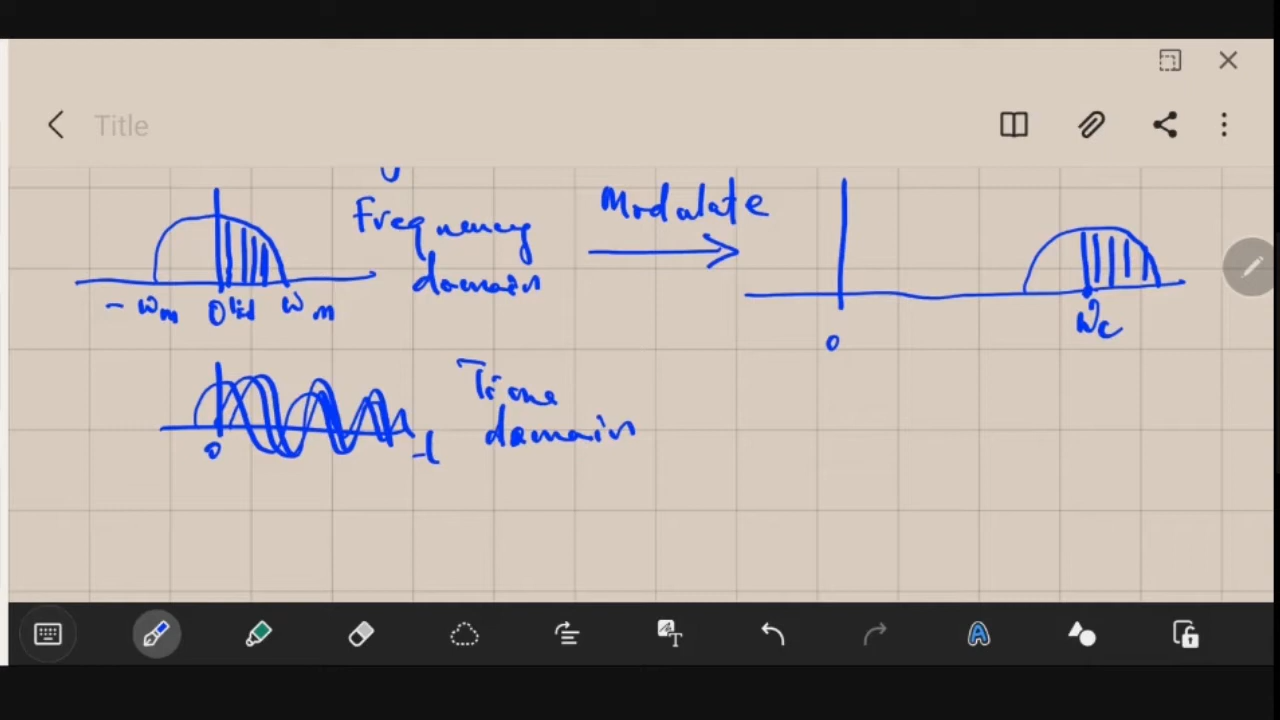 Title
Frequency
domain
Modulate
- ωm 0 ωm
0
ωc
Time
domain
0
t